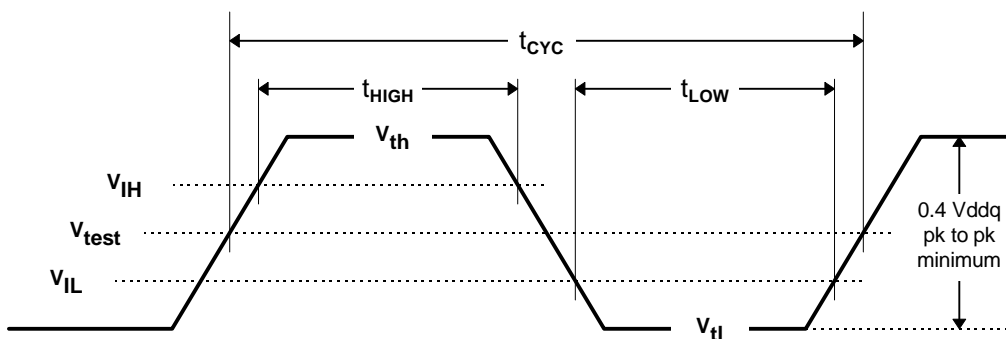 tCYC
tHIGH
tLOW
Vth
VIH
Vtest
VIL
Vtl
0.4 Vddq
pk to pk
minimum